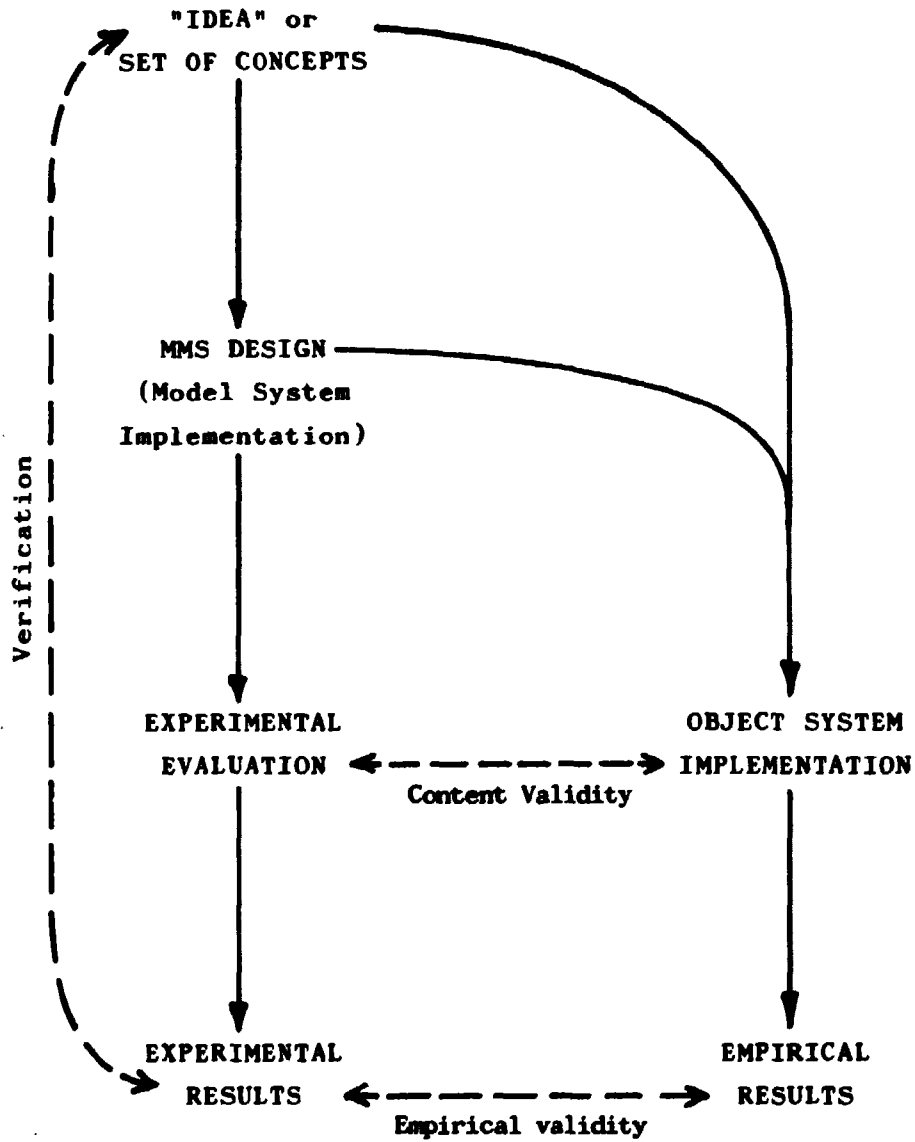 "IDEA" or
SET OF CONCEPTS
MMS DESIGN
(Model System
Implementation)
Verification
EXPERIMENTAL
EVALUATION
OBJECT SYSTEM
IMPLEMENTATION
Content Validity
EXPERIMENTAL
RESULTS
EMPIRICAL
RESULTS
Empirical validity